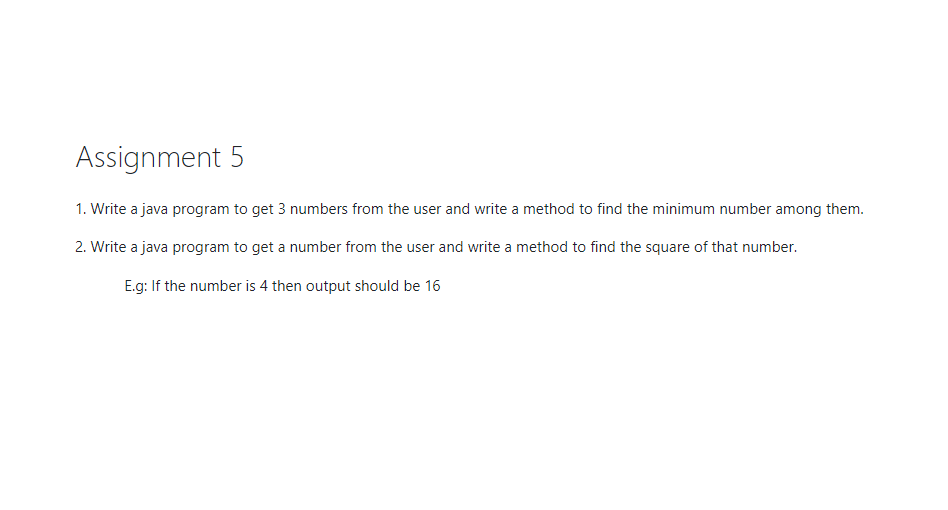 Assignment 5
1. Write a java program to get 3 numbers from the user and write a method to find the minimum number among them.
2. Write a java program to get a number from the user and write a method to find the square of that number.
E.g: If the number is 4 then output should be 16